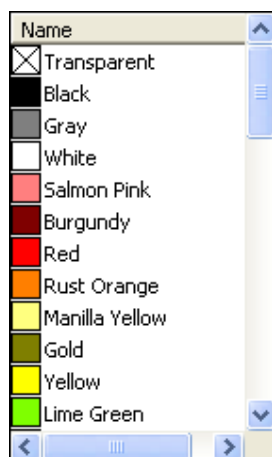 Name
Transparent
Black
Gray
White
Salmon Pink
Burgundy
Red
Rust Orange
Manilla Yellow
Gold
Yellow
Lime Green